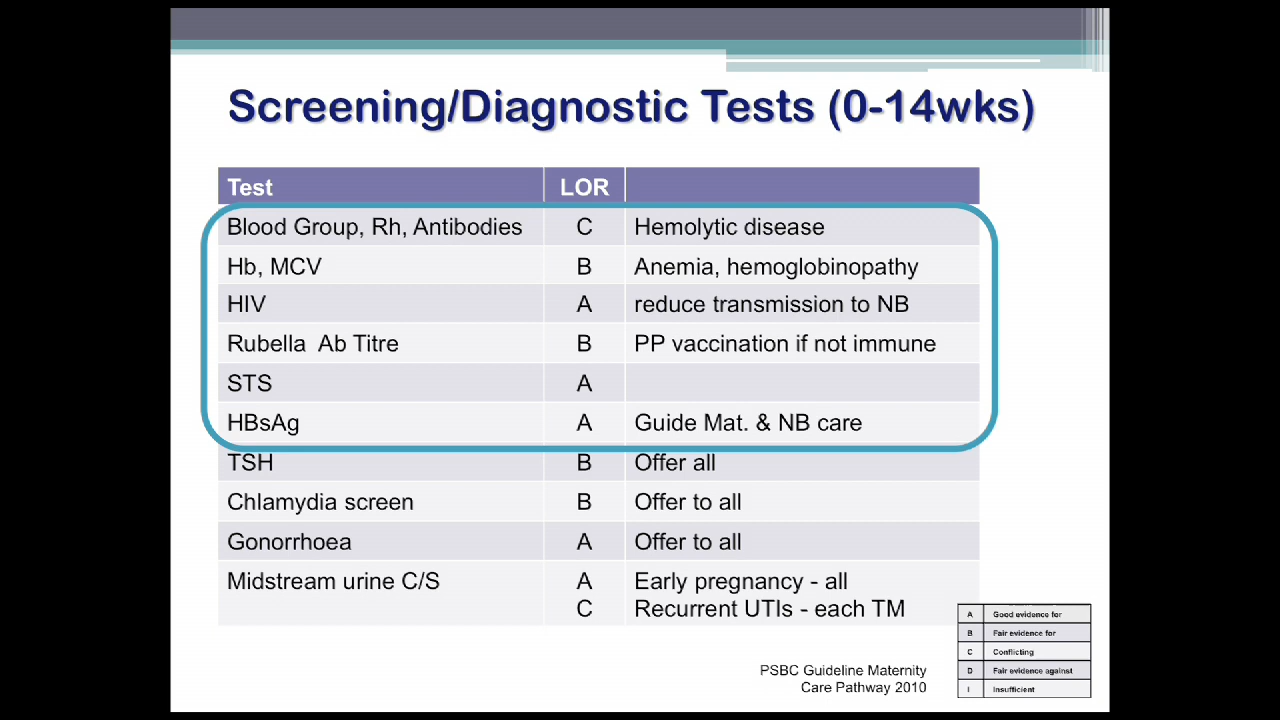 Screening/Diagnostic Tests (0-14wks)
Test LOR
Blood Group, Rh, Antibodies C Hemolytic disease
Hb, MCV B Anemia, hemoglobinopathy
HIV A reduce transmission to NB
Rubella Ab Titre B PP vaccination if not immune
STS A
HBsAg A Guide Mat. & NB care
TSH B Offer all
Chlamydia screen B Offer to all
Gonorrhoea A Offer to all
Midstream urine C/S A Early pregnancy - all
C Recurrent UTIs - each TM
A Good evidence for
B Fair evidence for
C Conflicting
D Fair evidence against
I Insufficient
PSBC Guideline Maternity
Care Pathway 2010